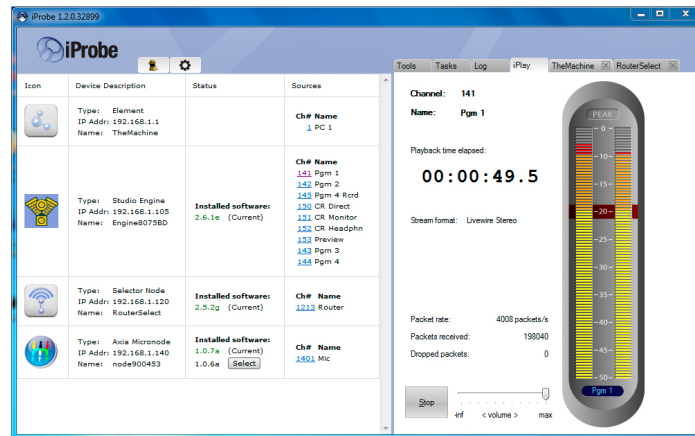 iProbe 1.2.0.32899
iProbe
Tools Tasks Log iPlay TheMachine RouterSelect
Icon Device Description Status Sources
Type: Element
IP Addr: 192.168.1.1
Name: TheMachine
Ch# Name
1 PC 1
Type: Studio Engine
IP Addr: 192.168.1.105
Name: Engine8075BD
Installed software:
2.6.1e (Current)
Ch# Name
141 Pgm 1
142 Pgm 2
145 Pgm 4 Rcrd
150 CR Direct
151 CR Monitor
152 CR Headphn
153 Preview
143 Pgm 3
144 Pgm 4
Type: Selector Node
IP Addr: 192.168.1.120
Name: RouterSelect
Installed software:
2.5.2g (Current)
Ch# Name
1213 Router
Type: Axia Micronode
IP Addr: 192.168.1.140
Name: node900453
Installed software:
1.0.7a (Current)
1.0.6a Select
Ch# Name
1401 Mic
Channel: 141
Name: Pgm 1
Playback time elapsed:
00:00:49.5
Stream format: Livewire Stereo
Packet rate: 4008 packets/s
Packets received: 198040
Dropped packets: 0
Stop
-inf < volume > max
PEAK
- 0 -
-10-
-15-
-20-
-25-
-30-
-35-
-40-
-45-
-50-
Pgm 1